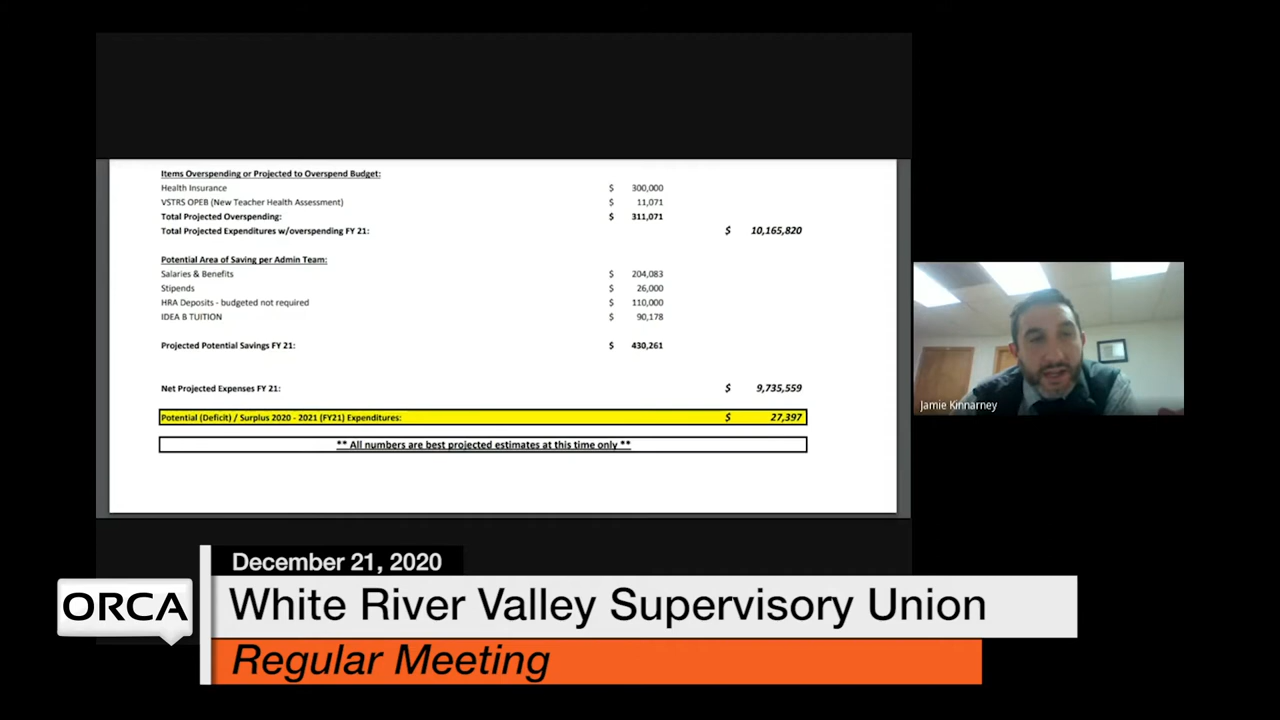 Items Overspending or Projected to Overspend Budget:
Health Insurance $ 300,000
VSTRS OPEB (New Teacher Health Assessment) $ 11,071
Total Projected Overspending: $ 311,071
Total Projected Expenditures w/overspending FY 21: $ 10,165,820
Potential Area of Saving per Admin Team:
Salaries & Benefits $ 204,083
Stipends $ 26,000
HRA Deposits - budgeted not required $ 110,000
IDEA B TUITION $ 90,178
Projected Potential Savings FY 21: $ 430,261
Net Projected Expenses FY 21: $ 9,735,559
Potential (Deficit) / Surplus 2020 - 2021 (FY21) Expenditures: $ 27,397
** All numbers are best projected estimates at this time only **
Jamie Kinnarney
December 21, 2020
ORCA
White River Valley Supervisory Union
Regular Meeting